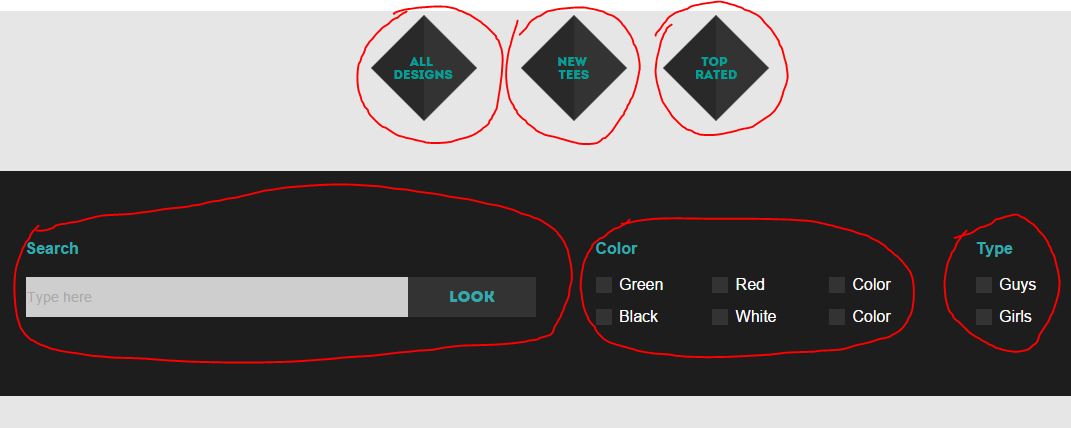 ALL
DESIGNS
NEW
TEES
TOP
RATED
Search
Type here
LOOK
Color
Green
Red
Color
Black
White
Color
Type
Guys
Girls